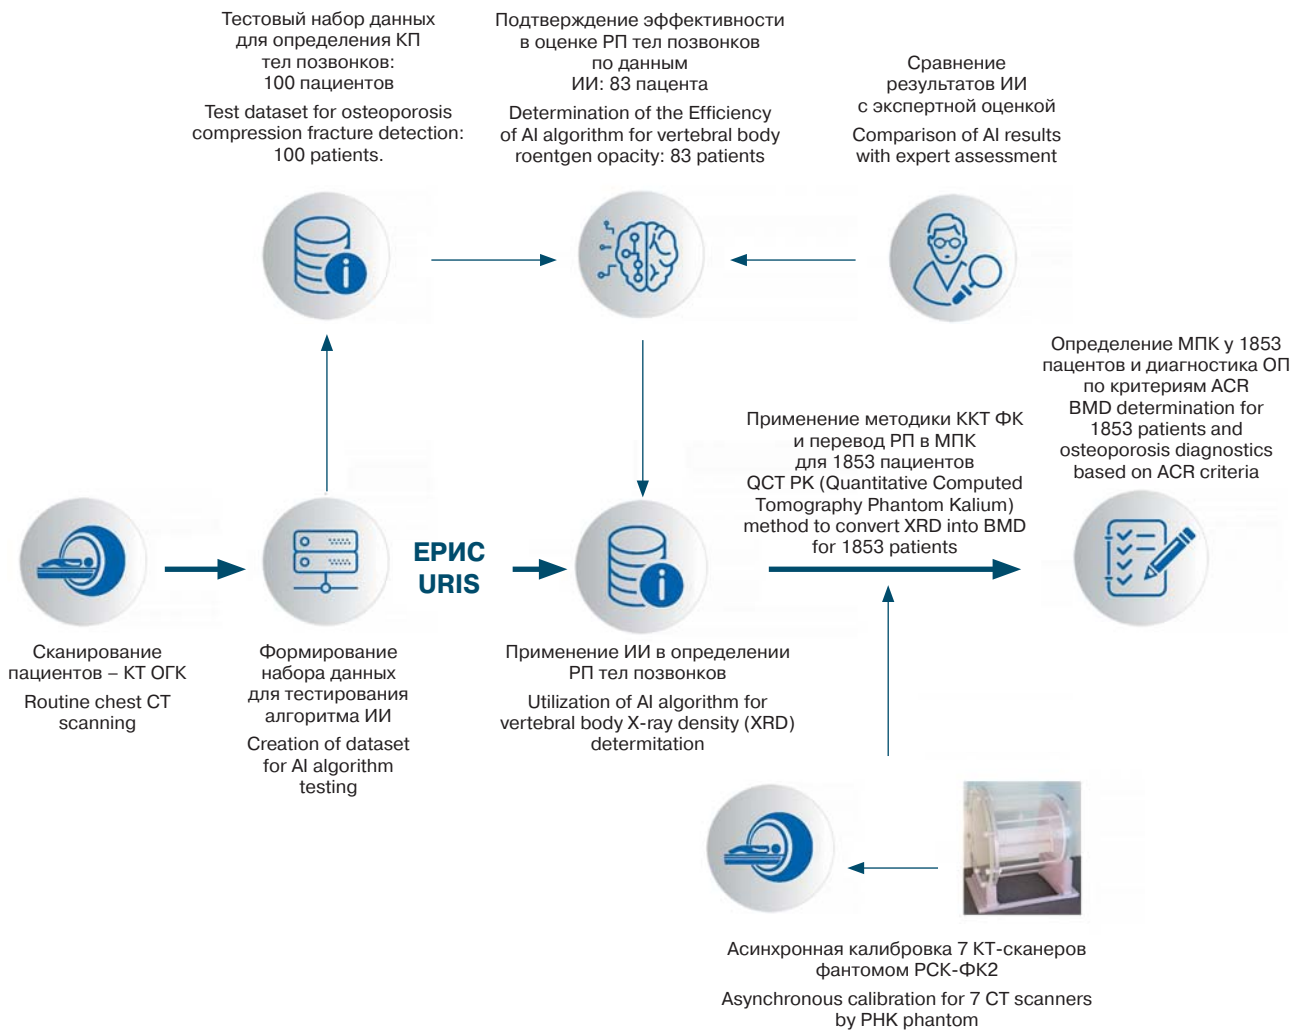 Тестовый набор данных
для определения КП
тел позвонков:
100 пациентов
Test dataset for osteoporosis
compression fracture detection:
100 patients.
Подтверждение эффективности
в оценке РП тел позвонков
по данным
ИИ: 83 пацента
Determination of the Efficiency
of AI algorithm for vertebral body
roentgen opacity: 83 patients
Сравнение
результатов ИИ
с экспертной оценкой
Comparison of AI results
with expert assessment
Определение МПК у 1853
пацентов и диагностика ОП
по критериям ACR
BMD determination for
1853 patients and
osteoporosis diagnostics
based on ACR criteria
Применение методики ККТ ФК
и перевод РП в МПК
для 1853 пациентов
QCT PK (Quantitative Computed
Tomography Phantom Kalium)
method to convert XRD into BMD
for 1853 patients
ЕРИС
URIS
Сканирование
пациентов – КТ ОГК
Routine chest CT
scanning
Формирование
набора данных
для тестирования
алгоритма ИИ
Creation of dataset
for AI algorithm
testing
Применение ИИ в определении
РП тел позвонков
Utilization of AI algorithm for
vertebral body X-ray density (XRD)
determitation
Асинхронная калибровка 7 КТ-сканеров
фантомом РСК-ФК2
Asynchronous calibration for 7 CT scanners
by PHK phantom